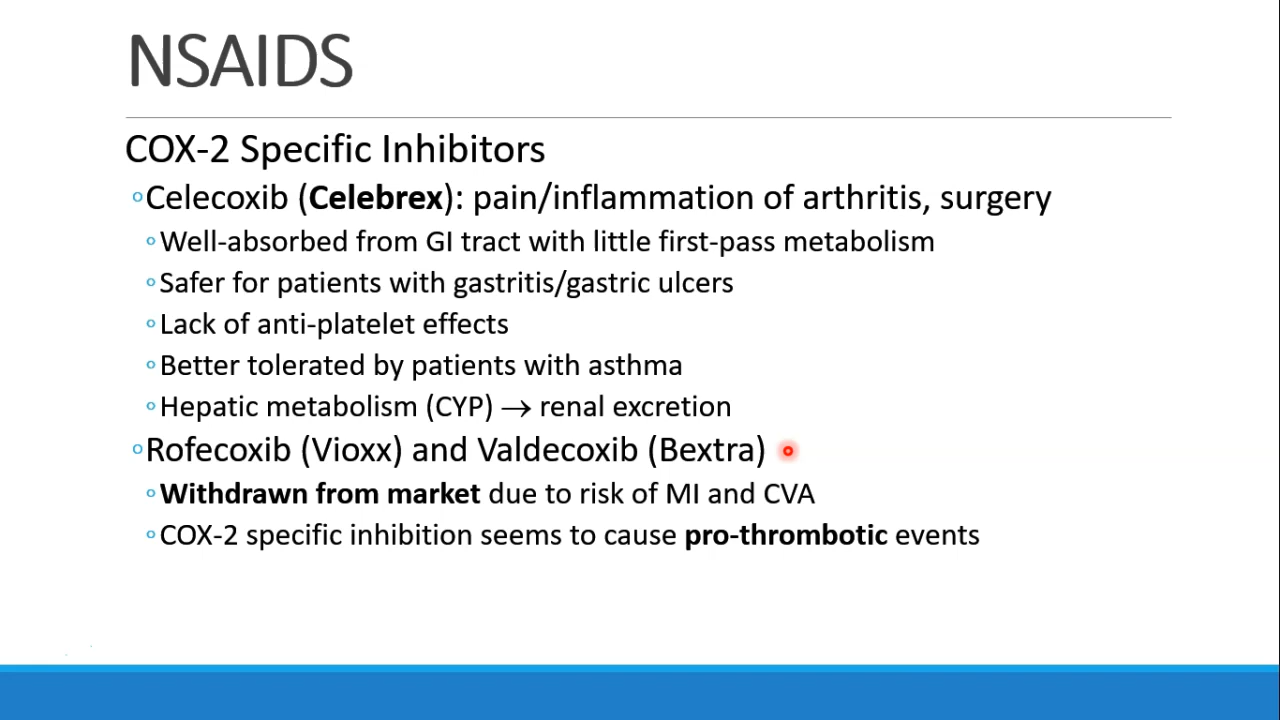 NSAIDS
COX-2 Specific Inhibitors
◦Celecoxib (Celebrex): pain/inflammation of arthritis, surgery
◦Well-absorbed from GI tract with little first-pass metabolism
◦Safer for patients with gastritis/gastric ulcers
◦Lack of anti-platelet effects
◦Better tolerated by patients with asthma
◦Hepatic metabolism (CYP) → renal excretion
◦Rofecoxib (Vioxx) and Valdecoxib (Bextra)
◦Withdrawn from market due to risk of MI and CVA
◦COX-2 specific inhibition seems to cause pro-thrombotic events